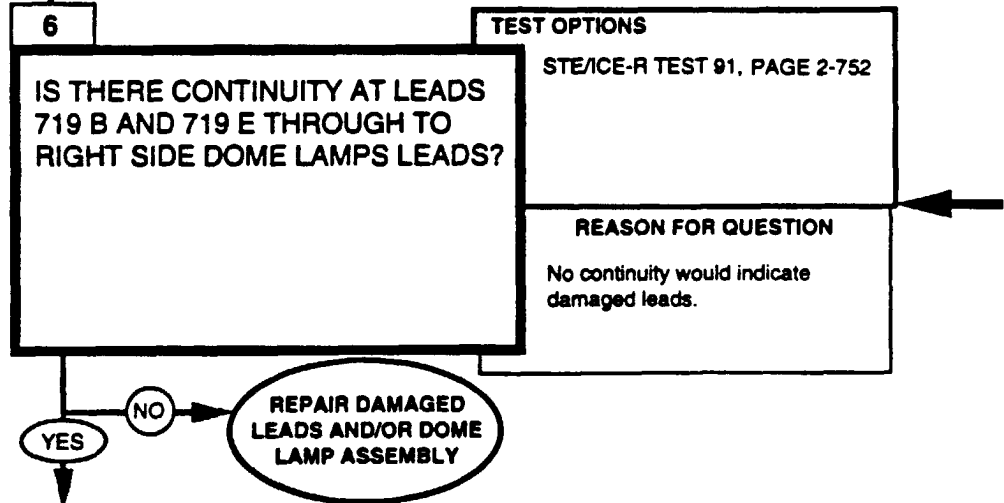 6
IS THERE CONTINUITY AT LEADS
719 B AND 719 E THROUGH TO
RIGHT SIDE DOME LAMPS LEADS?
TEST OPTIONS
STE/ICE-R TEST 91, PAGE 2-752
REASON FOR QUESTION
No continuity would indicate
damaged leads.
NO
REPAIR DAMAGED
LEADS AND/OR DOME
LAMP ASSEMBLY
YES